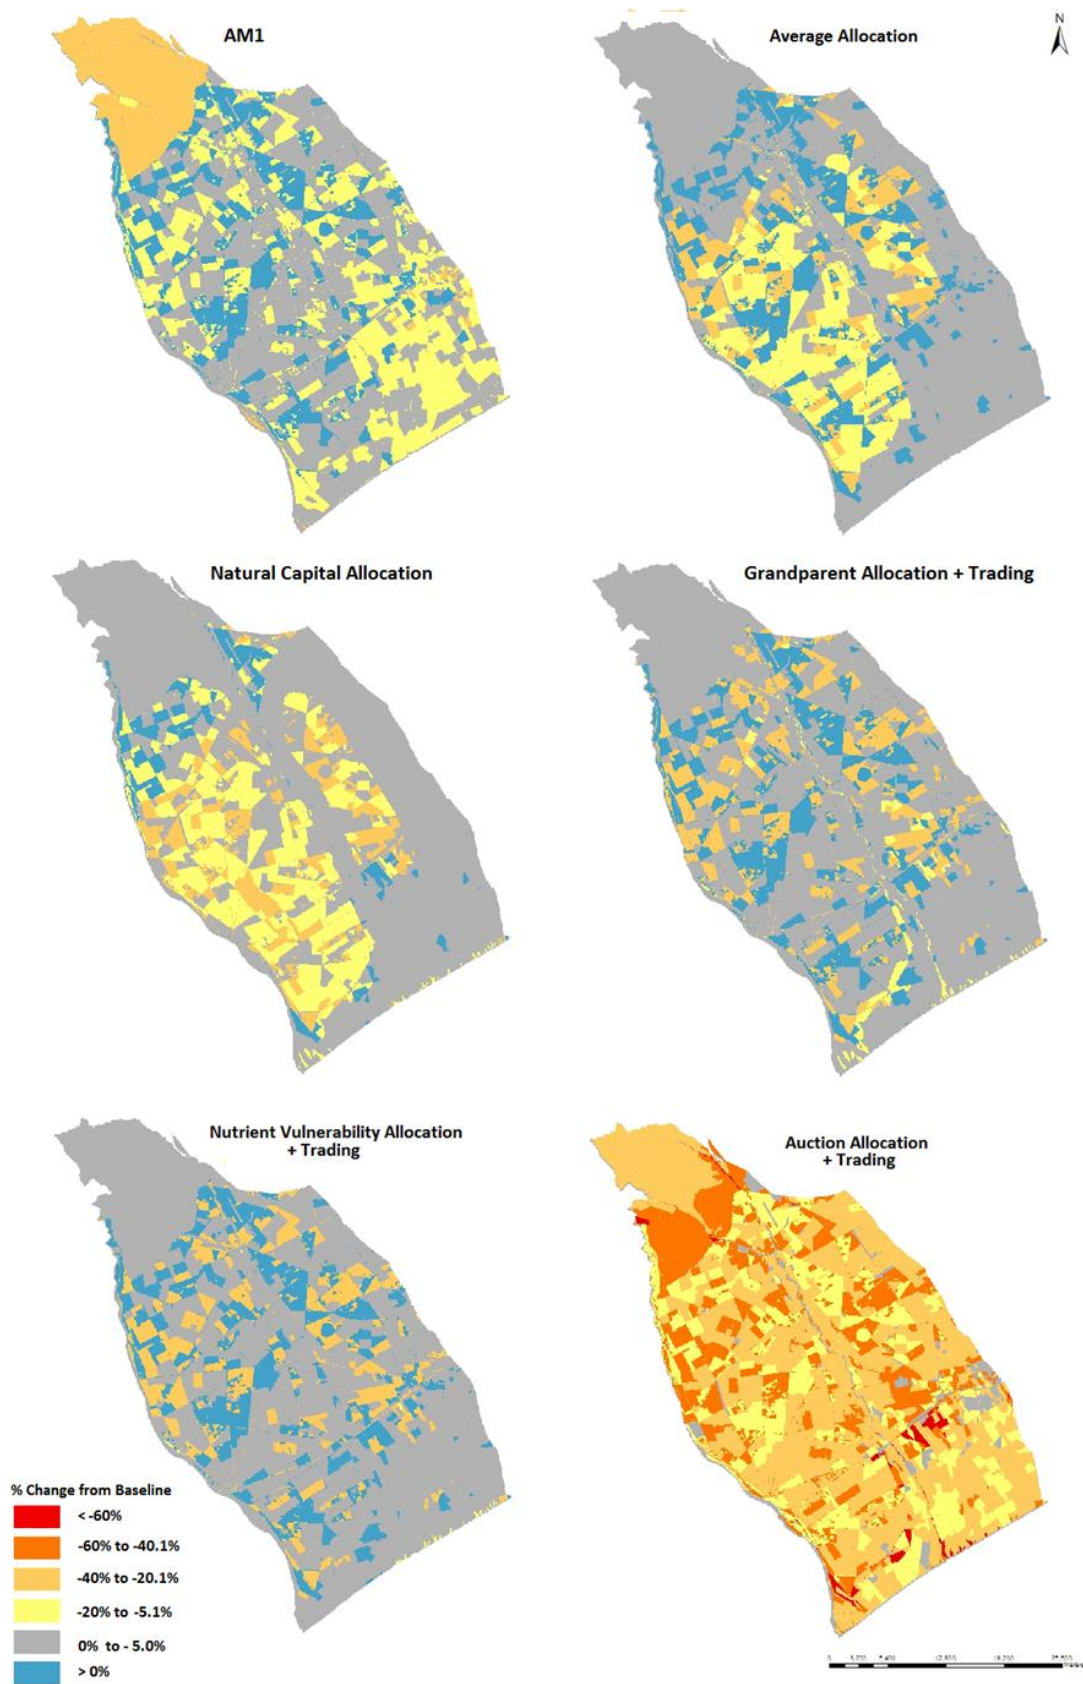 N
AM1
Average Allocation
Natural Capital Allocation
Grandparent Allocation + Trading
Nutrient Vulnerability Allocation
+ Trading
Auction Allocation
+ Trading
% Change from Baseline
< -60%
-60% to -40.1%
-40% to -20.1%
-20% to -5.1%
0% to - 5.0%
> 0%
0